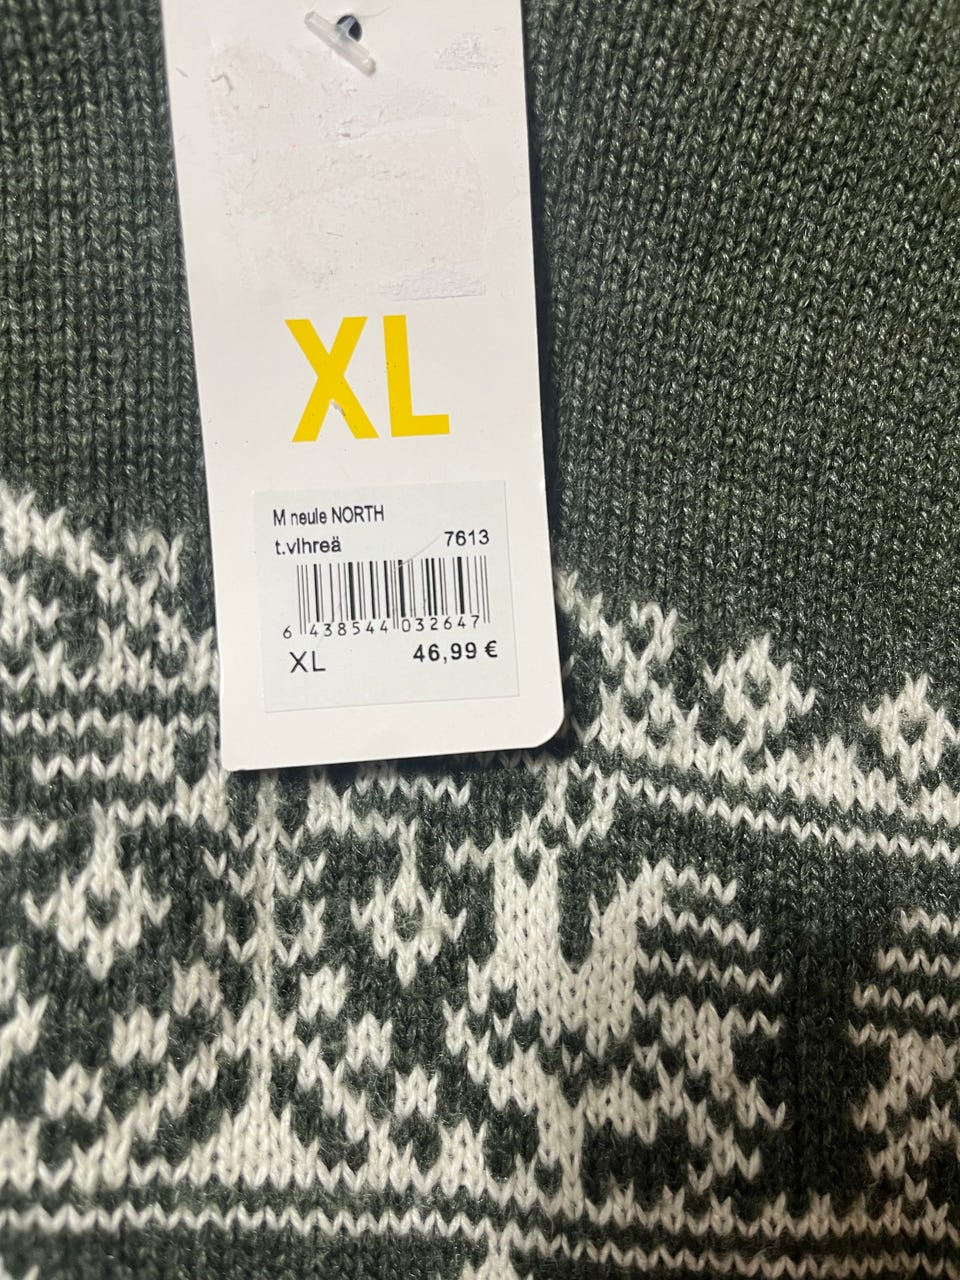 XL
M neule NORTH
t.vihreä 7613
6 438544 032647
XL 46,99 €